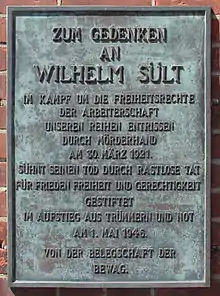 ZUM GEDENKEN
AN
WILHELM SÜLT
IM KAMPF UM DIE FREIHEITSRECHTE
DER ARBEITERSCHAFT
UNSEREN REIHEN ENTRISSEN
DURCH MÖRDERHAND
AM 30. MÄRZ 1921.
SÜHNT SEINEN TOD DURCH RASTLOSE TAT
FÜR FRIEDEN FREIHEIT UND GERECHTIGKEIT
GESTIFTET
IM AUFSTIEG AUS TRÜMMERN UND NOT
AM 1. MAI 1946.
VON DER BELEGSCHAFT DER
BEWAG.